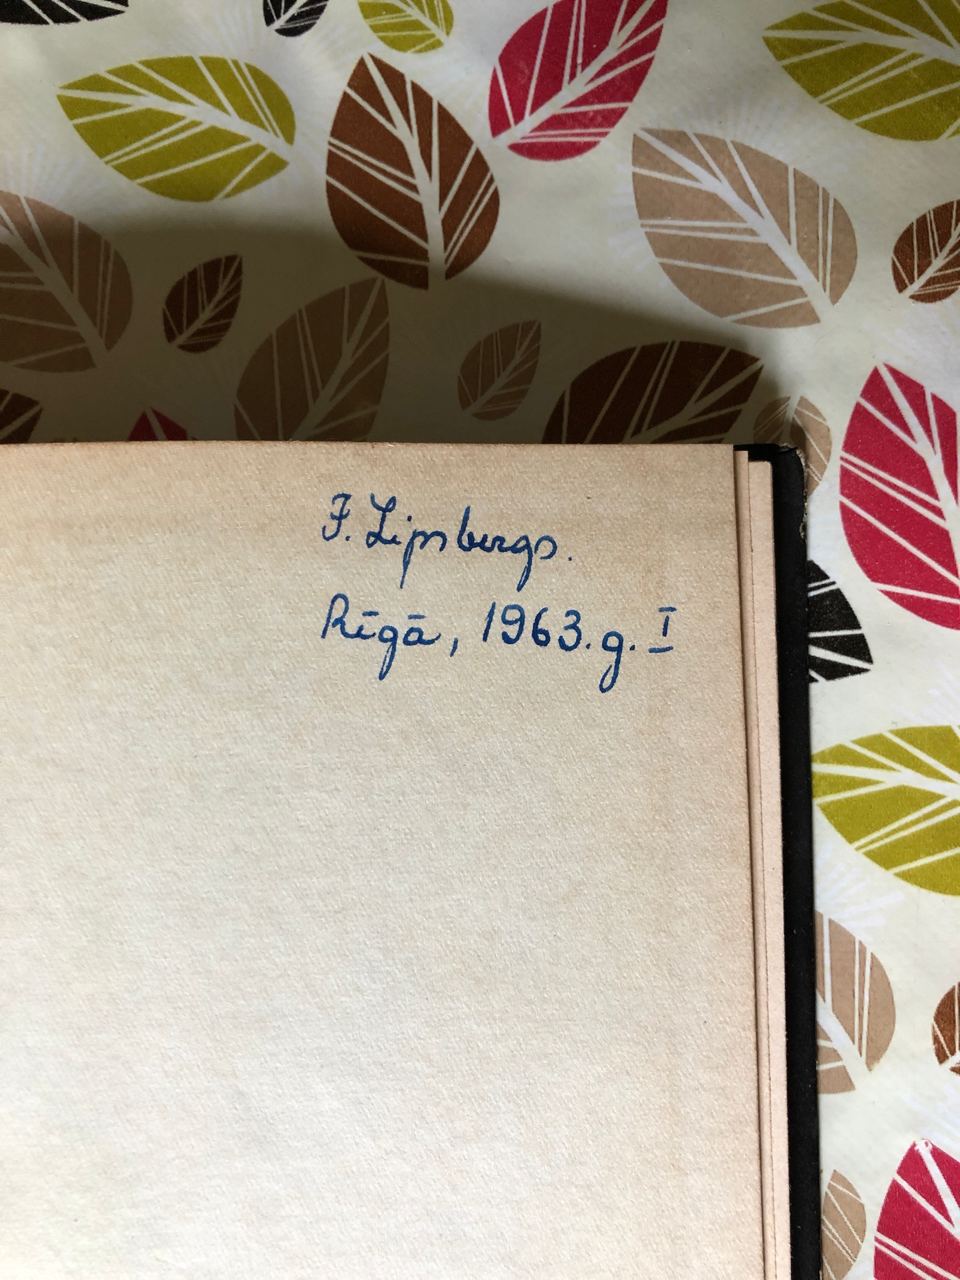 F. Lipsbergs.
Rīgā, 1963.g. I